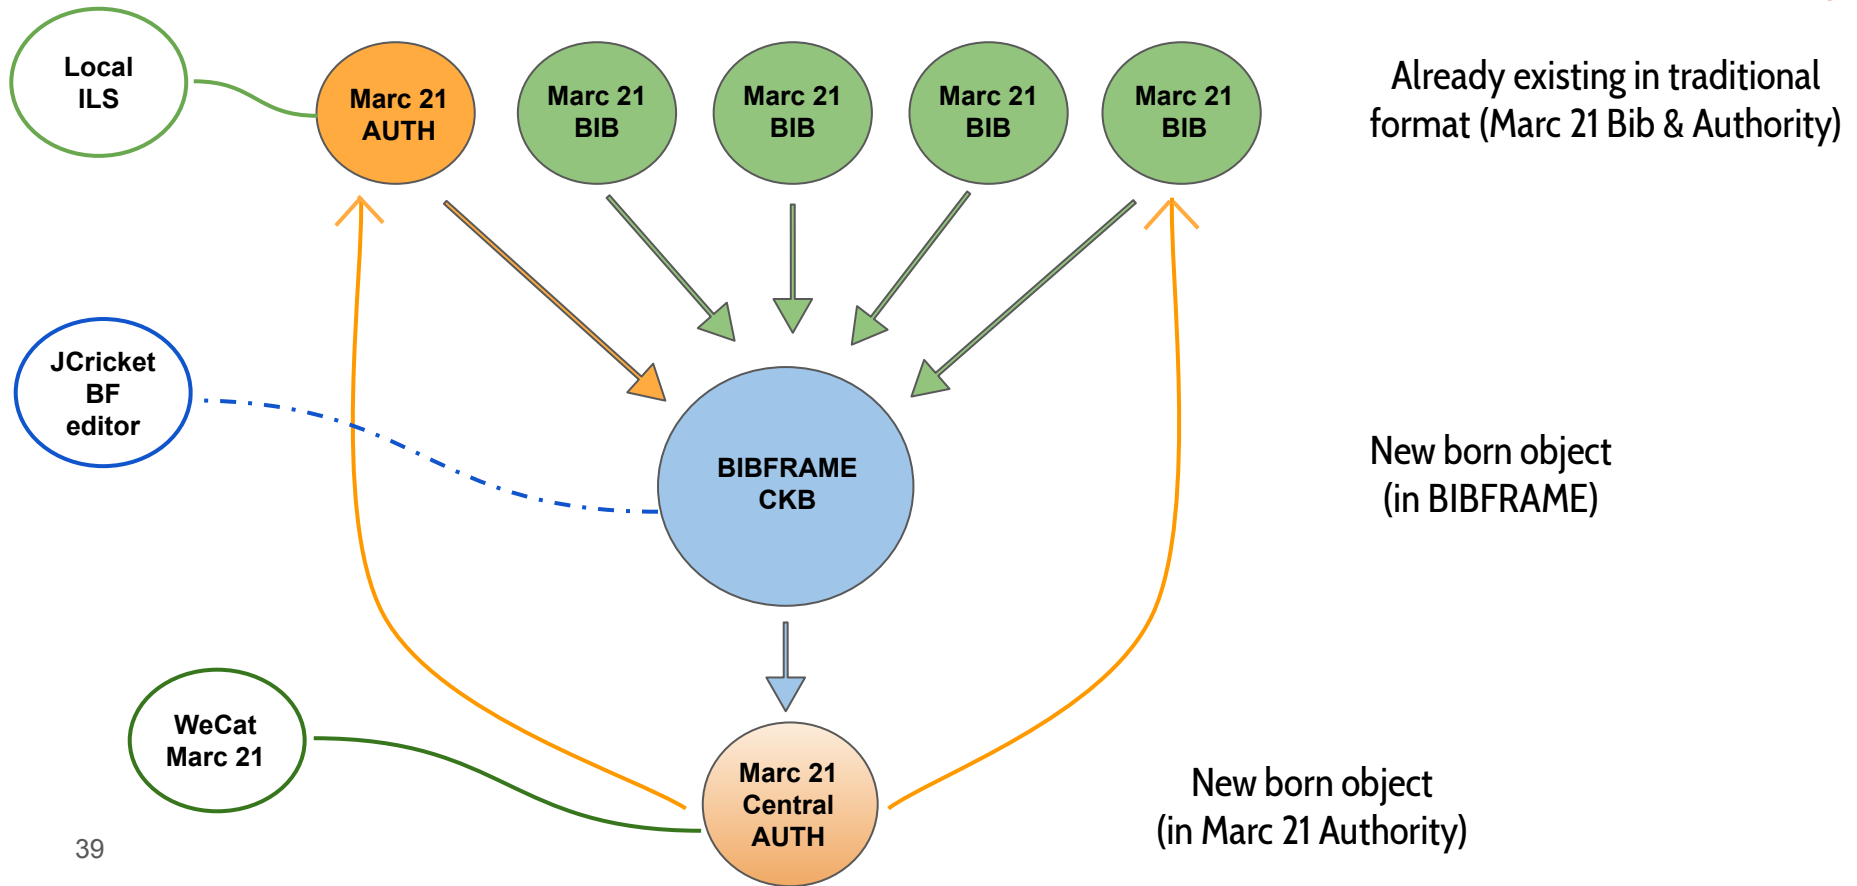 Local
ILS
Marc 21
AUTH
Marc 21
BIB
Marc 21
BIB
Marc 21
BIB
Marc 21
BIB
Already existing in traditional
format (Marc 21 Bib & Authority)
JCricket
BF
editor
BIBFRAME
CKB
New born object
(in BIBFRAME)
WeCat
Marc 21
Marc 21
Central
AUTH
New born object
(in Marc 21 Authority)
39